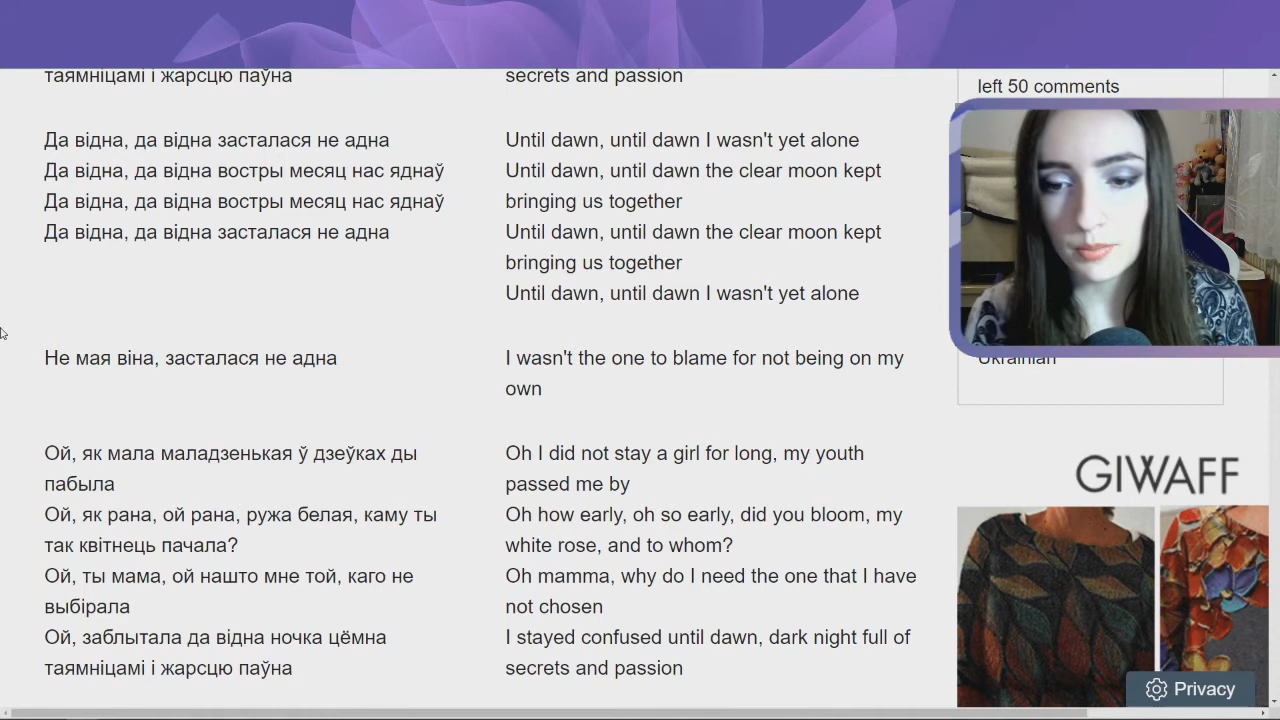 таямніцамі і жарсцю паўна
Да відна, да відна засталася не адна
Да відна, да відна востры месяц нас яднаў
Да відна, да відна востры месяц нас яднаў
Да відна, да відна засталася не адна
Не мая віна, засталася не адна
Ой, як мала маладзенькая ў дзеўках ды
пабыла
Ой, як рана, ой рана, ружа белая, каму ты
так квітнець пачала?
Ой, ты мама, ой нашто мне той, каго не
выбірала
Ой, заблытала да відна ночка цёмна
таямніцамі і жарсцю паўна
secrets and passion
Until dawn, until dawn I wasn't yet alone
Until dawn, until dawn the clear moon kept
bringing us together
Until dawn, until dawn the clear moon kept
bringing us together
Until dawn, until dawn I wasn't yet alone
I wasn't the one to blame for not being on my
own
Oh I did not stay a girl for long, my youth
passed me by
Oh how early, oh so early, did you bloom, my
white rose, and to whom?
Oh mamma, why do I need the one that I have
not chosen
I stayed confused until dawn, dark night full of
secrets and passion
left 50 comments
Ukrainian
GIWAFF
Privacy